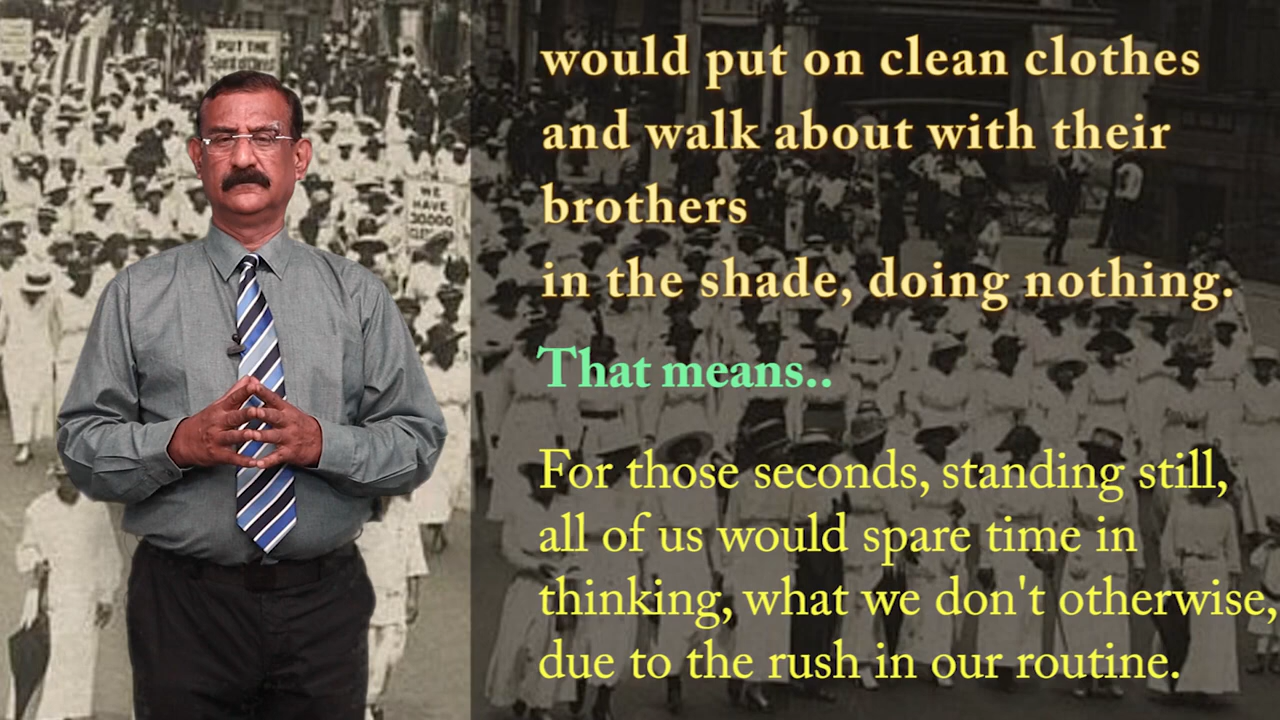 PUT THE
WE
HAVE
30,000
would put on clean clothes
and walk about with their
brothers
in the shade, doing nothing.
That means..
For those seconds, standing still,
all of us would spare time in
thinking, what we don't otherwise,
due to the rush in our routine.